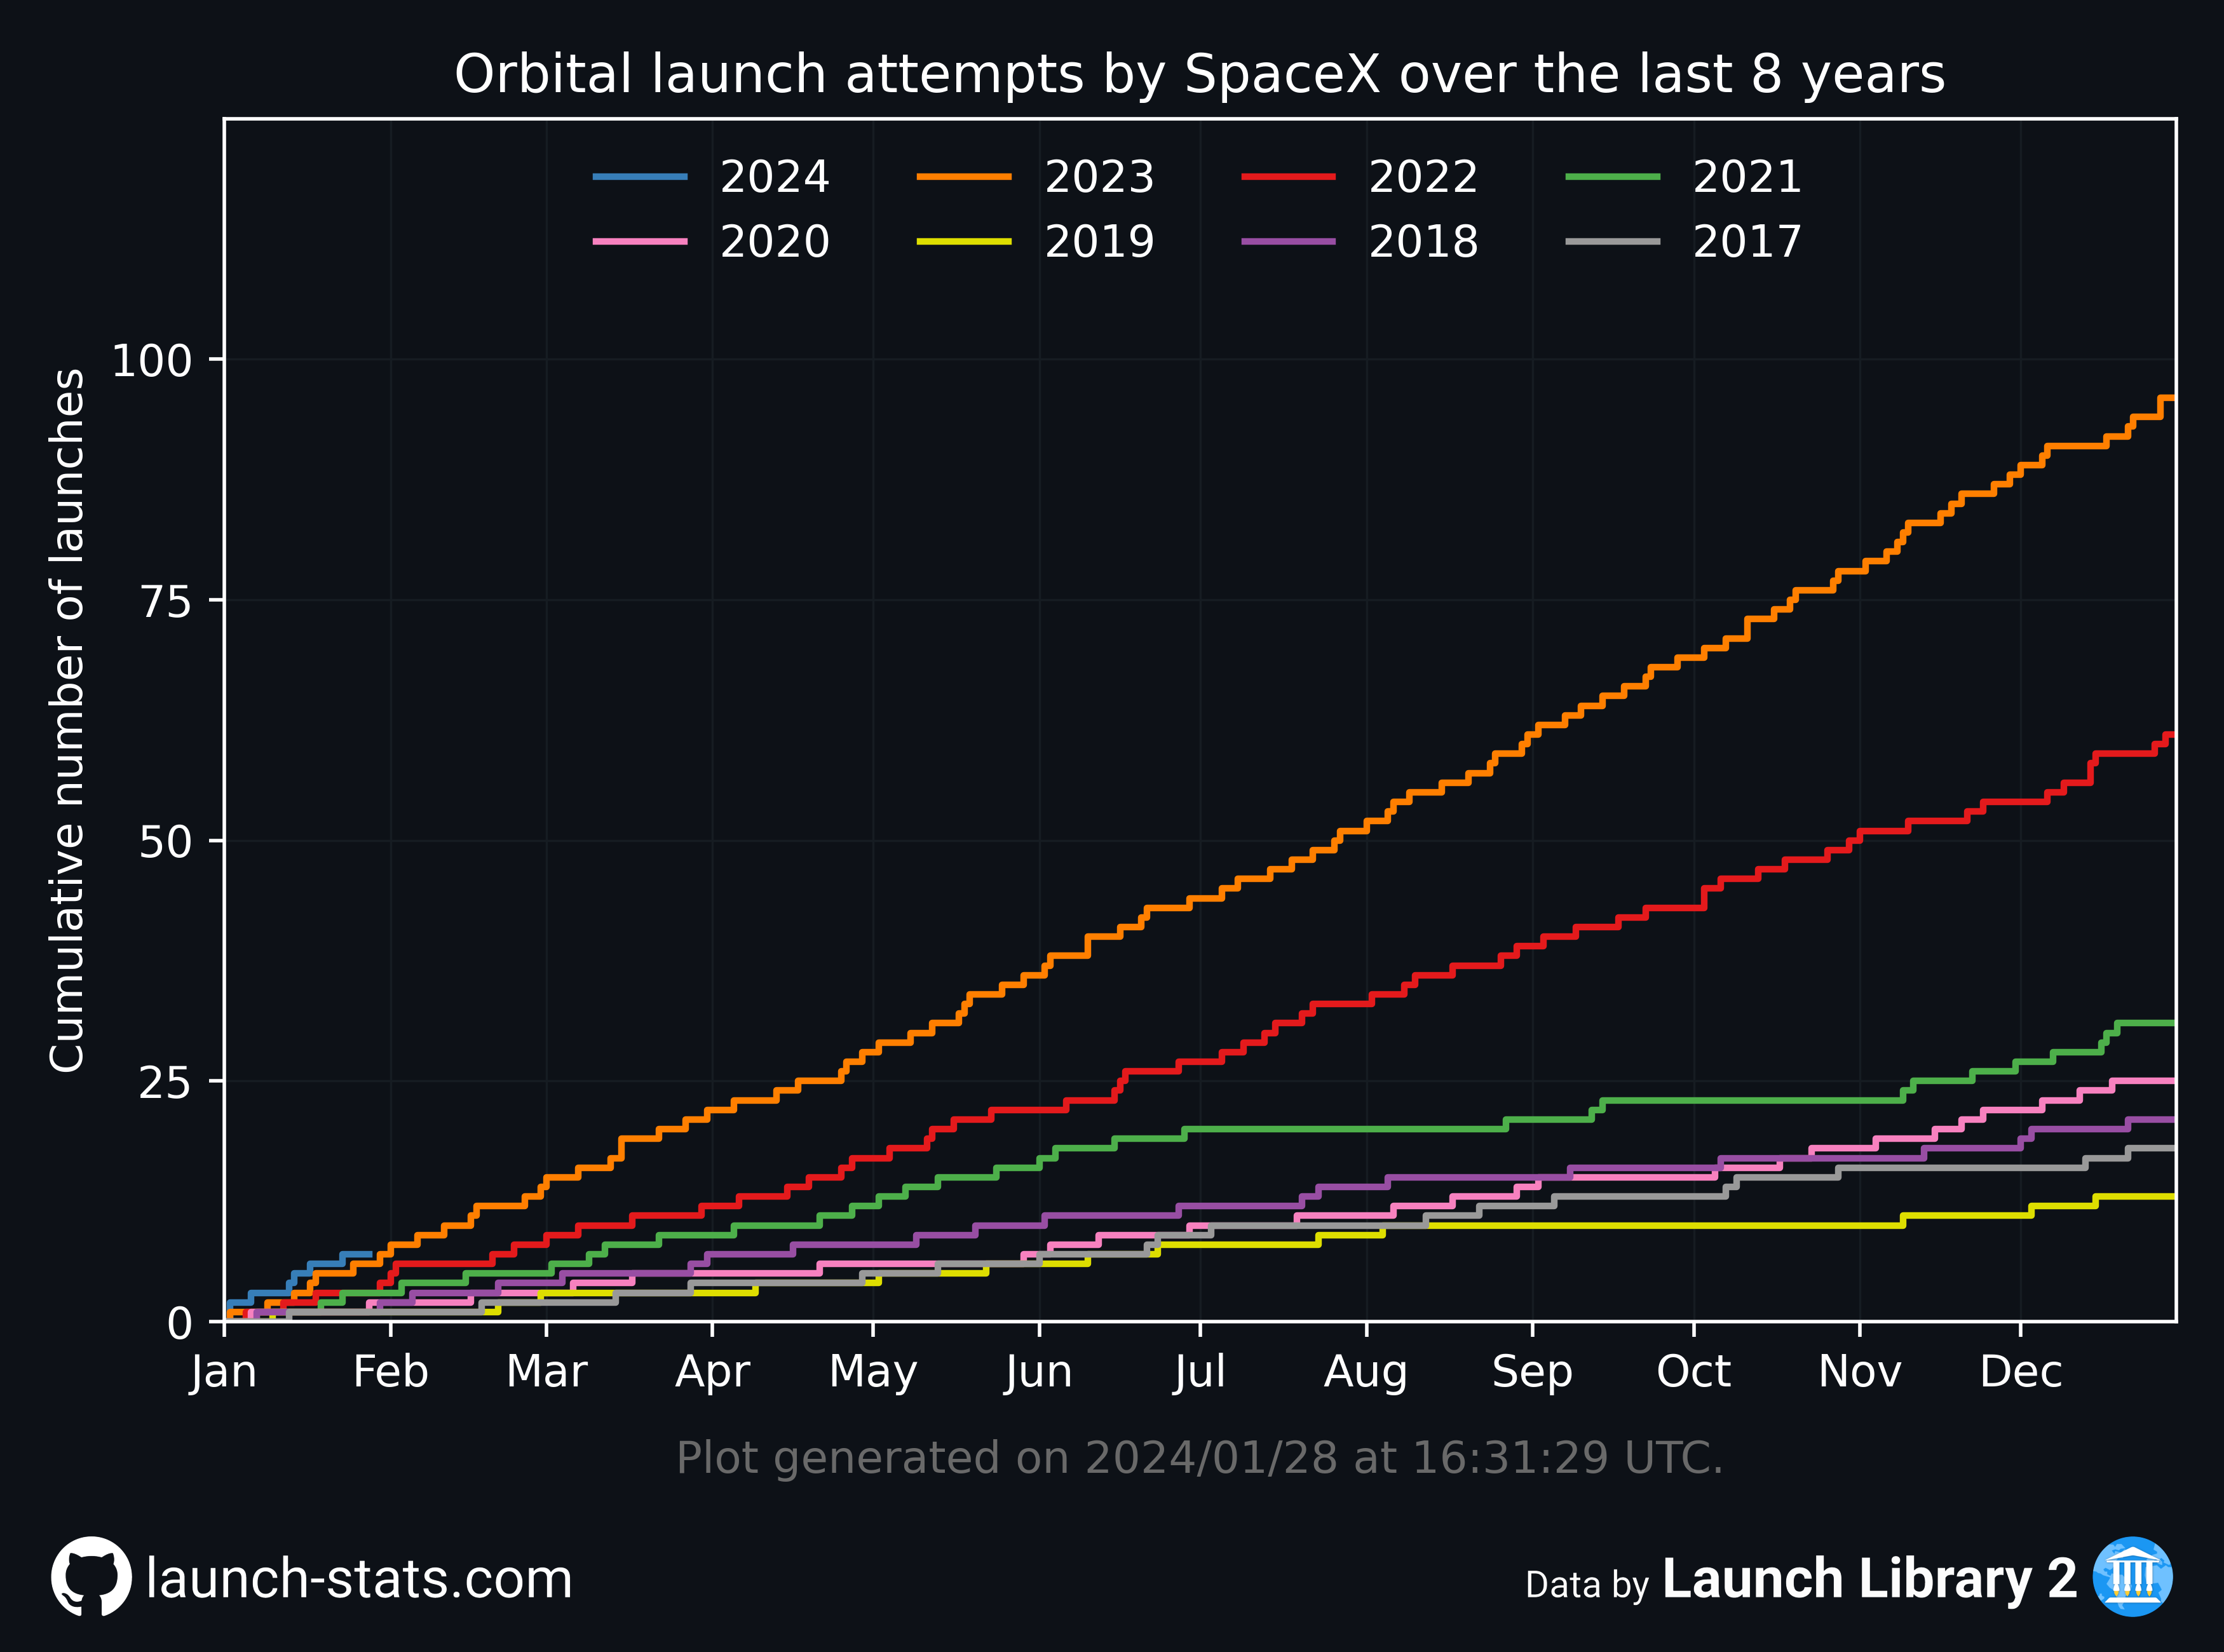 Orbital launch attempts by SpaceX over the last 8 years
2024 2023 2022 2021
2020 2019 2018 2017
Cumulative number of launches
100
75
50
25
0
Jan Feb Mar Apr May Jun Jul Aug Sep Oct Nov Dec
Plot generated on 2024/01/28 at 16:31:29 UTC.
launch-stats.com
Data by Launch Library 2